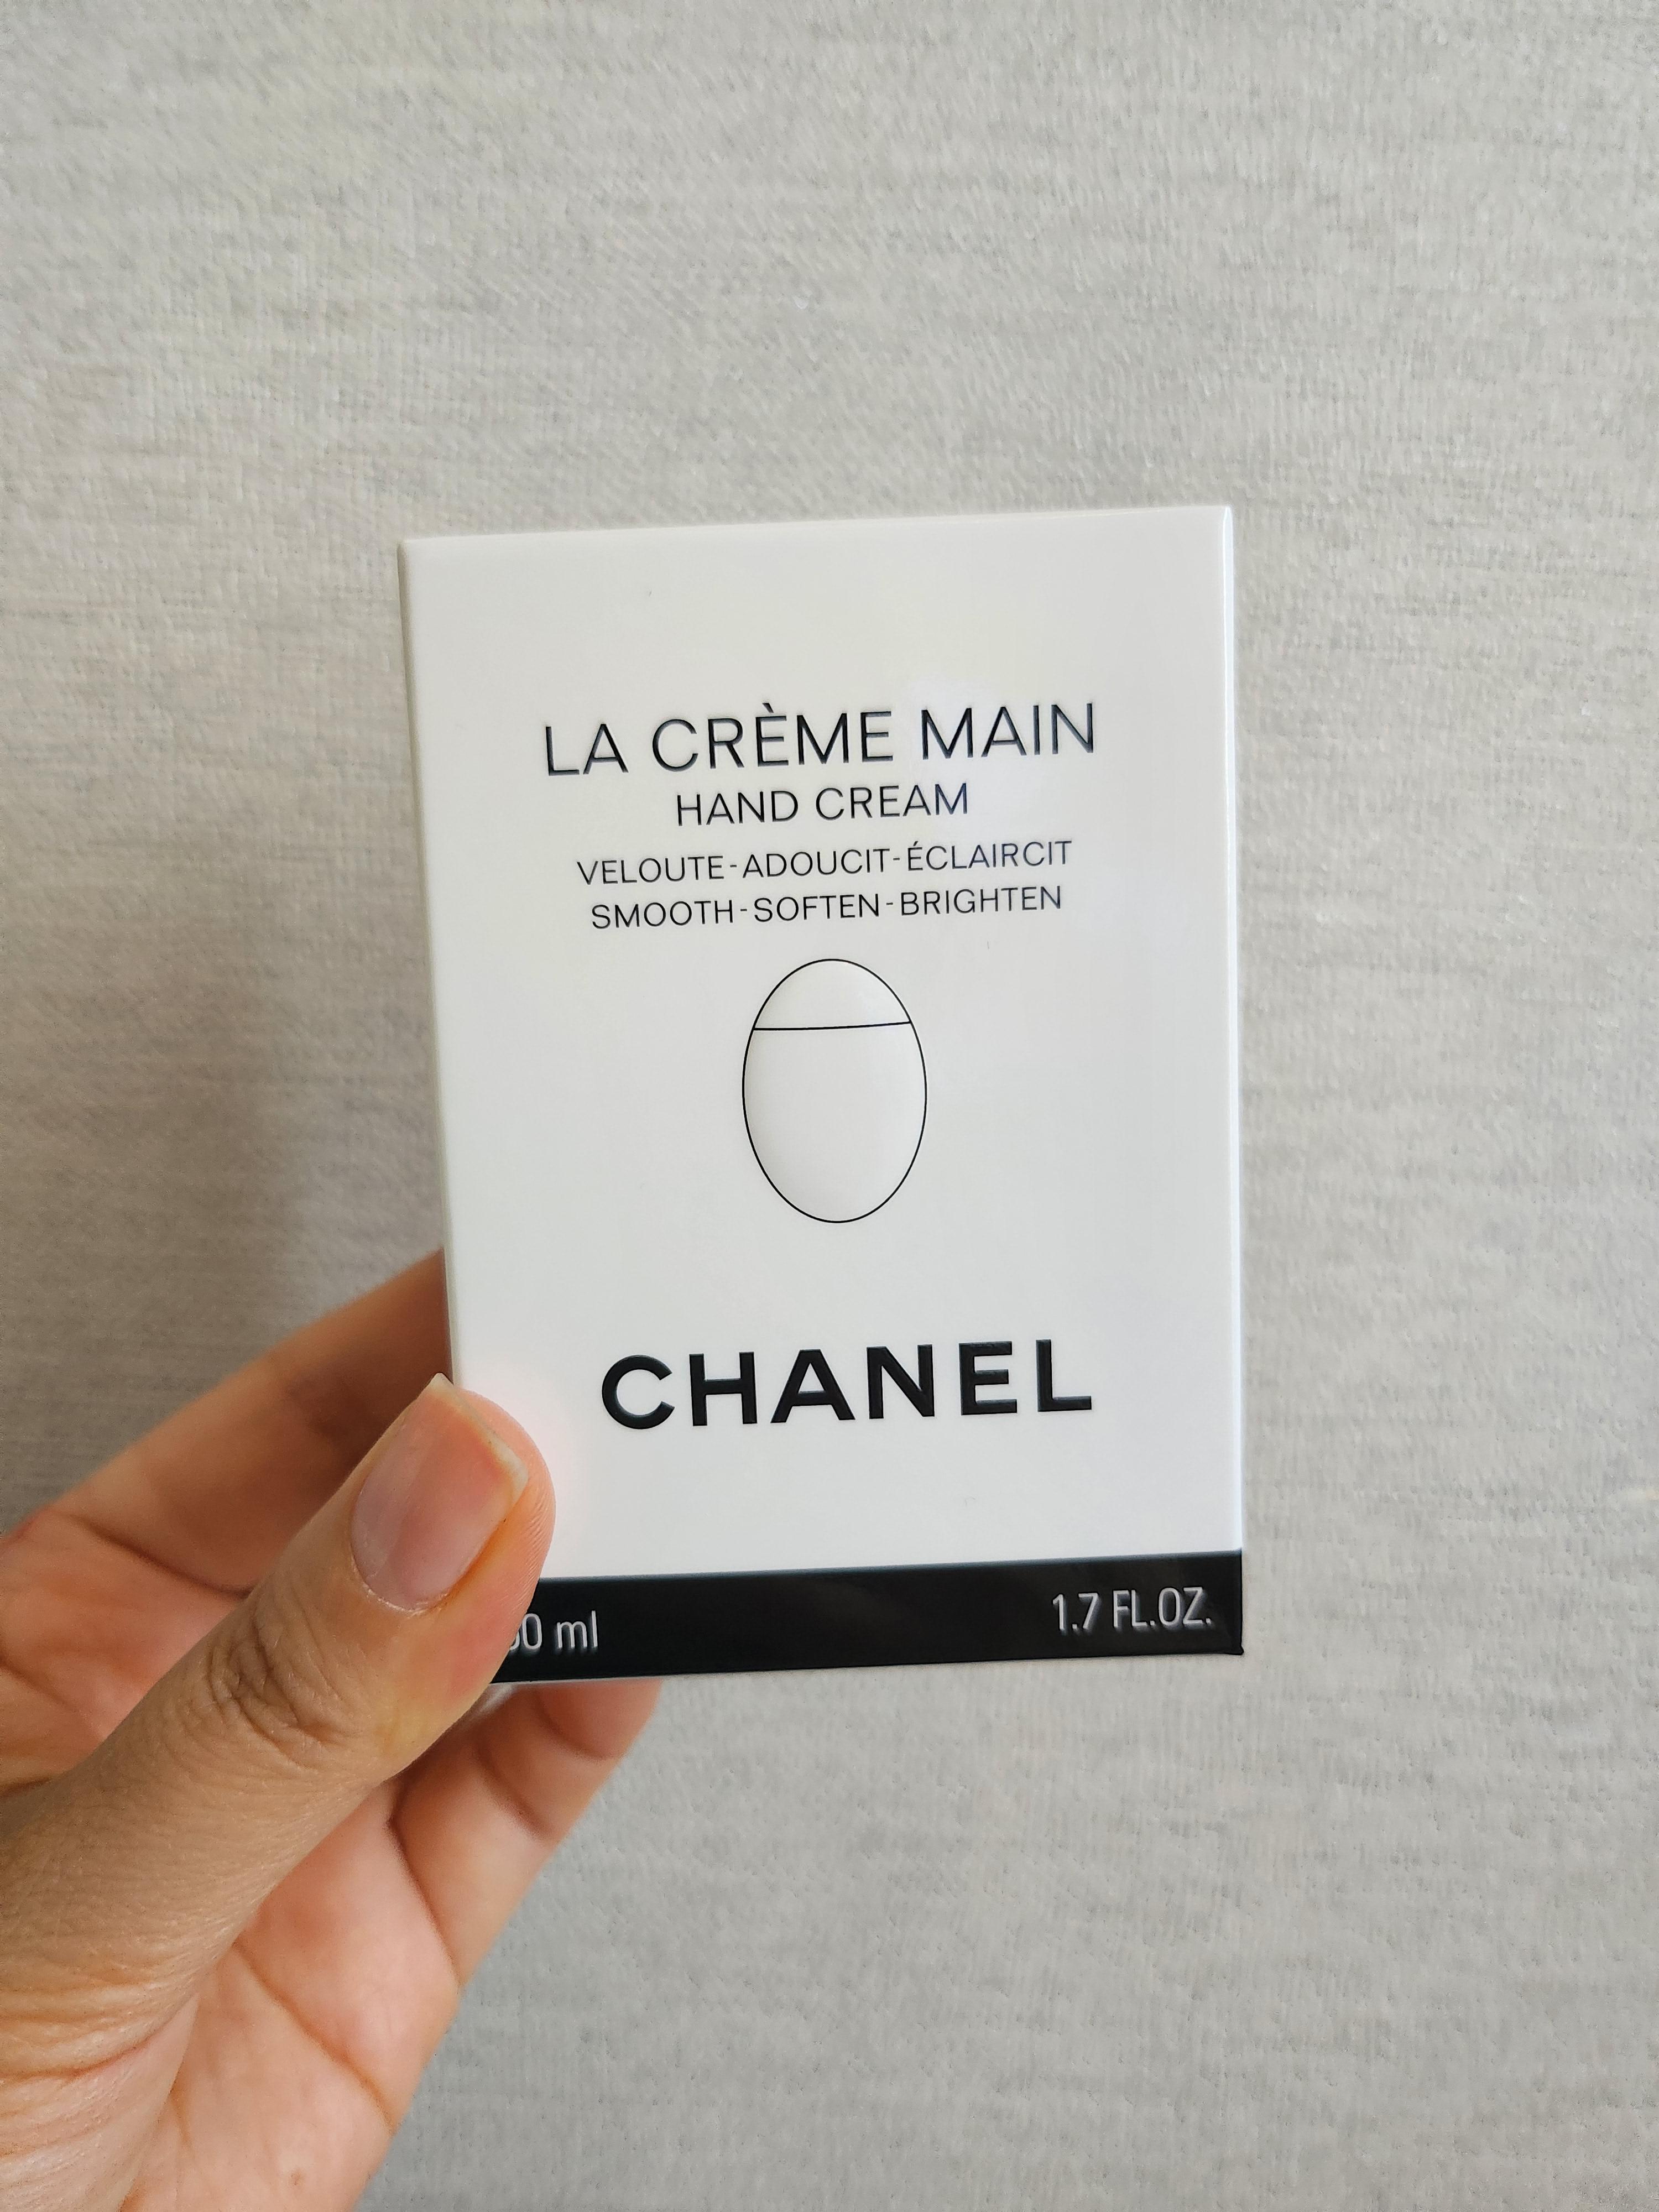 LA CRÈME MAIN
HAND CREAM
VELOUTE-ADOUCIT-ÉCLAIRCIT
SMOOTH-SOFTEN-BRIGHTEN
CHANEL
ml 1.7 FL.OZ.